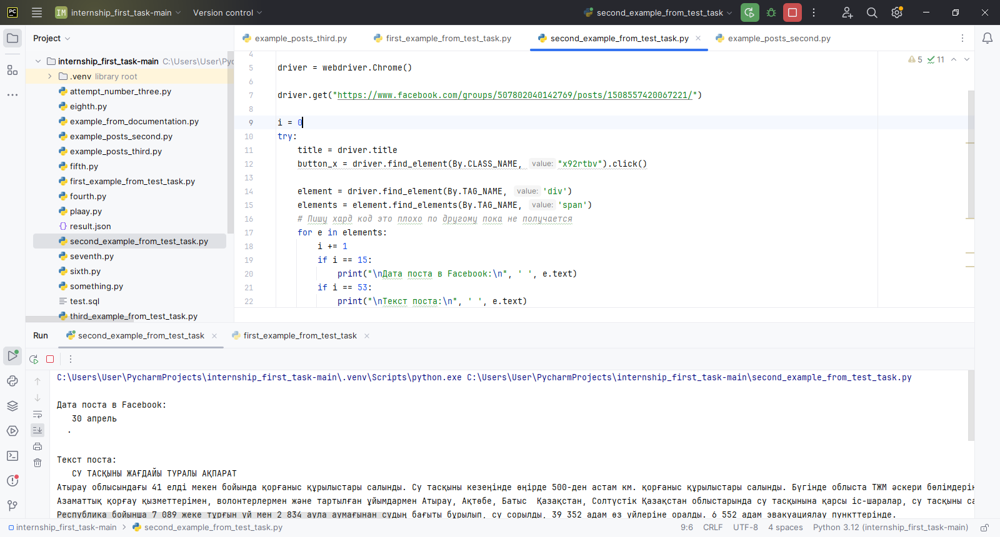 PC
IM internship_first_task-main
Version control
second_example_from_test_task
Project
example_posts_third.py
first_example_from_test_task.py
second_example_from_test_task.py
example_posts_second.py
internship_first_task-main C:\Users\User\Pyc
.venv library root
attempt_number_three.py
eighth.py
example_from_documentation.py
example_posts_second.py
example_posts_third.py
fifth.py
first_example_from_test_task.py
fourth.py
plaay.py
result.json
second_example_from_test_task.py
seventh.py
sixth.py
something.py
test.sql
third_example_from_test_task.py
5 11
4
5 driver = webdriver.Chrome()
6
7 driver.get("https://www.facebook.com/groups/507802040142769/posts/1508557420067221/")
8
9 i = 0
10 try:
11 title = driver.title
12 button_x = driver.find_element(By.CLASS_NAME, value: "x92rtbv").click()
13
14 element = driver.find_element(By.TAG_NAME, value: 'div')
15 elements = element.find_elements(By.TAG_NAME, value: 'span')
16 # Пишу хард код это плохо по другому пока не получается
17 for e in elements:
18 i += 1
19 if i == 15:
20 print("\nДата поста в Facebook:\n", ' ', e.text)
21 if i == 53:
22 print("\nТекст поста:\n", ' ', e.text)
Run
second_example_from_test_task
first_example_from_test_task
C:\Users\User\PycharmProjects\internship_first_task-main\.venv\Scripts\python.exe C:\Users\User\PycharmProjects\internship_first_task-main\second_example_from_test_task.py
Дата поста в Facebook:
30 апрель
·
Текст поста:
СУ ТАСҚЫНЫ ЖАҒДАЙЫ ТУРАЛЫ АҚПАРАТ
Атырау облысындағы 41 елді мекен бойында қорғаныс құрылыстары салынды. Су тасқыны кезеңінде өңірде 500-ден астам км. қорғаныс құрылыстары салынды. Бүгінде облыста ТЖМ әскери бөлімдерін
Азаматтық қорғау қызметтерімен, волонтерлермен және тартылған ұйымдармен Атырау, Ақтөбе, Батыс Қазақстан, Солтүстік Қазақстан облыстарында су тасқынына қарсы іс-шаралар, су тасқыны са
Республика бойынша 7 089 жеке тұрғын үй мен 2 834 аула аумағынан судың бағыты бұрылып, су сорылды, 39 352 адам өз үйлеріне оралды. 6 552 адам эвакуациялау пункттерінде.
internship_first_task-main > second_example_from_test_task.py
9:6 CRLF UTF-8 4 spaces Python 3.12 (internship_first_task-main)